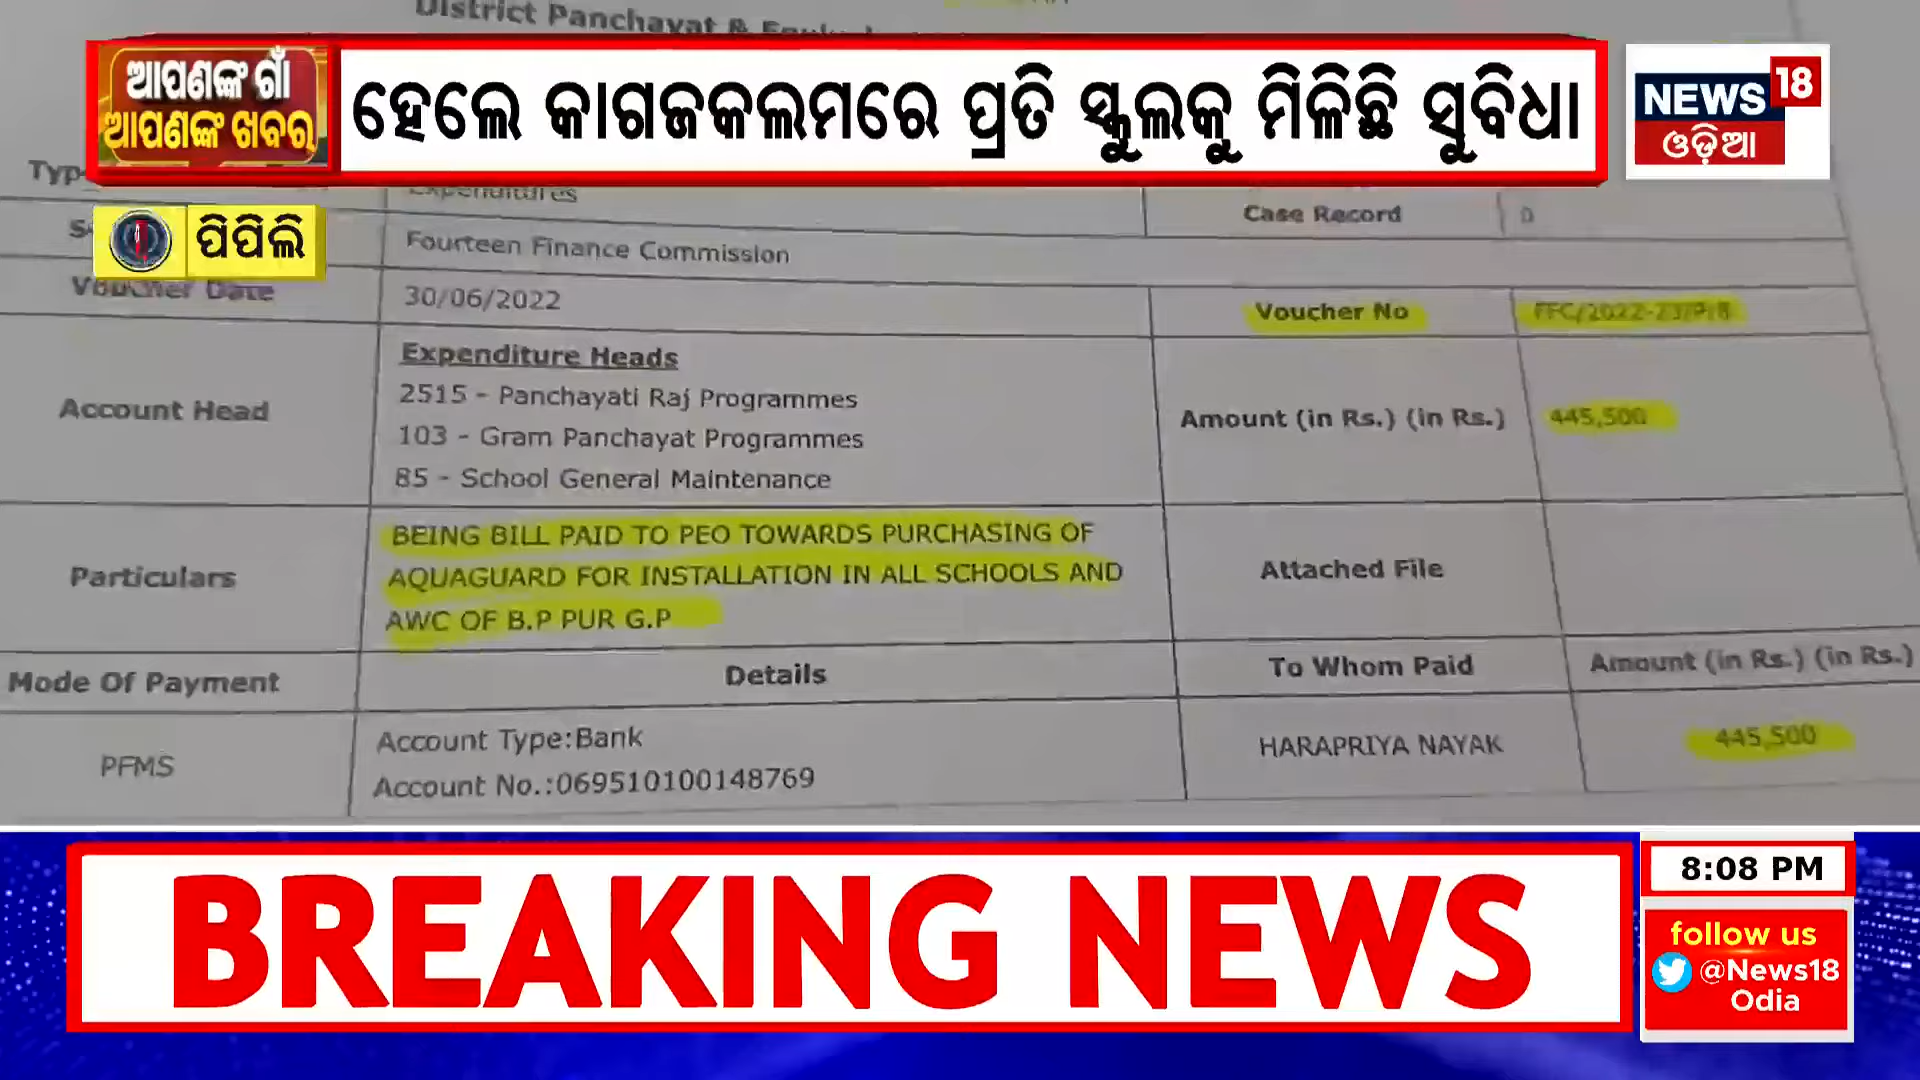 District Panchayat &
ଆପଣଙ୍କ ଗାଁ
ଆପଣଙ୍କ ଖବର
ହେଲେ କାଗଜକଲମରେ ପ୍ରତି ସ୍କୁଲକୁ ମିଳିଛି ସୁବିଧା
NEWS 18
ଓଡ଼ିଆ
ପିପିଲି
Expenditures
Case Record
0
Fourteen Finance Commission
Voucher Date
30/06/2022
Voucher No
FFC/2022-23/P/8
Account Head
Expenditure Heads
2515 - Panchayati Raj Programmes
103 - Gram Panchayat Programmes
85 - School General Maintenance
Amount (in Rs.) (in Rs.)
445,500
Particulars
BEING BILL PAID TO PEO TOWARDS PURCHASING OF
AQUAGUARD FOR INSTALLATION IN ALL SCHOOLS AND
AWC OF B.P PUR G.P
Attached File
Mode Of Payment
Details
To Whom Paid
Amount (in Rs.) (in Rs.)
PFMS
Account Type:Bank
Account No.:069510100148769
HARAPRIYA NAYAK
445,500
BREAKING NEWS
8:08 PM
follow us
@News18
Odia